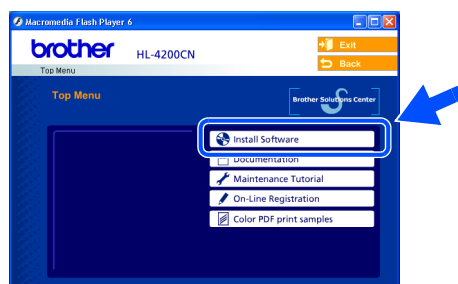 Macromedia Flash Player 6
brother
HL-4200CN
Exit
Back
Top Menu
Top Menu
Brother Solutions Center
Install Software
Documentation
Maintenance Tutorial
On-Line Registration
Color PDF print samples